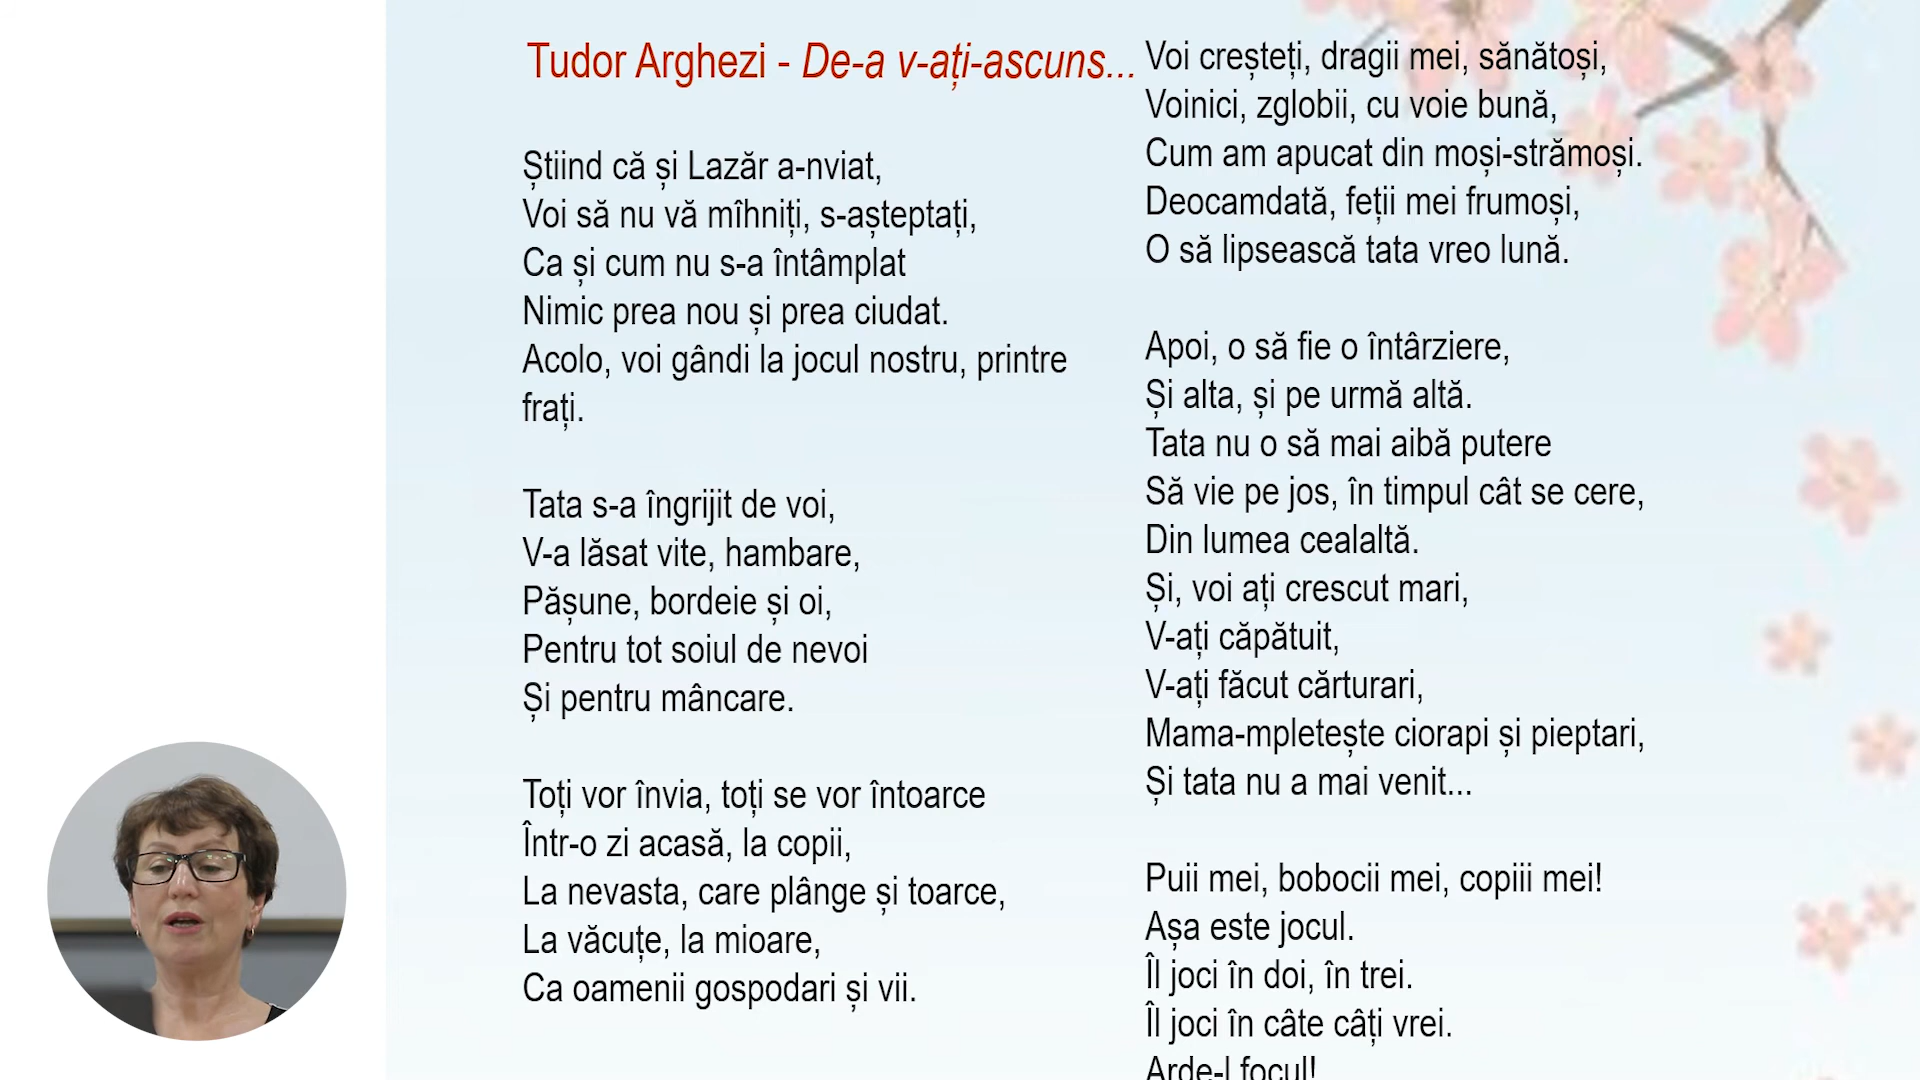 Tudor Arghezi - De-a v-ați-ascuns...
Știind că și Lazăr a-nviat,
Voi să nu vă mîhniți, s-așteptați,
Ca și cum nu s-a întâmplat
Nimic prea nou și prea ciudat.
Acolo, voi gândi la jocul nostru, printre
frați.
Tata s-a îngrijit de voi,
V-a lăsat vite, hambare,
Pășune, bordeie și oi,
Pentru tot soiul de nevoi
Și pentru mâncare.
Toți vor învia, toți se vor întoarce
Într-o zi acasă, la copii,
La nevasta, care plânge și toarce,
La văcuțe, la mioare,
Ca oamenii gospodari și vii.
Voi creșteți, dragii mei, sănătoși,
Voinici, zglobii, cu voie bună,
Cum am apucat din moși-strămoși.
Deocamdată, feții mei frumoși,
O să lipsească tata vreo lună.
Apoi, o să fie o întârziere,
Și alta, și pe urmă altă.
Tata nu o să mai aibă putere
Să vie pe jos, în timpul cât se cere,
Din lumea cealaltă.
Și, voi ați crescut mari,
V-ați căpătuit,
V-ați făcut cărturari,
Mama-mpletește ciorapi și pieptari,
Și tata nu a mai venit...
Puii mei, bobocii mei, copiii mei!
Așa este jocul.
Îl joci în doi, în trei.
Îl joci în câte câți vrei.
Arde-l focul!